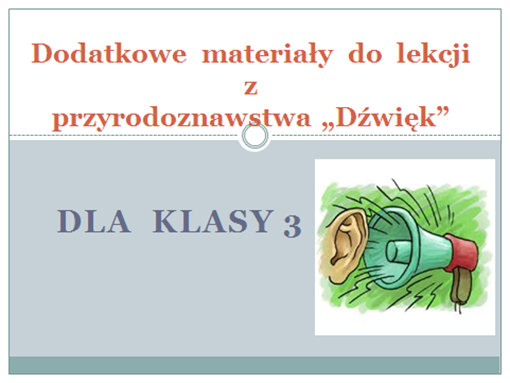 Dodatkowe materiały do lekcji
z
przyrodoznawstwa „Dźwięk”
DLA KLASY 3